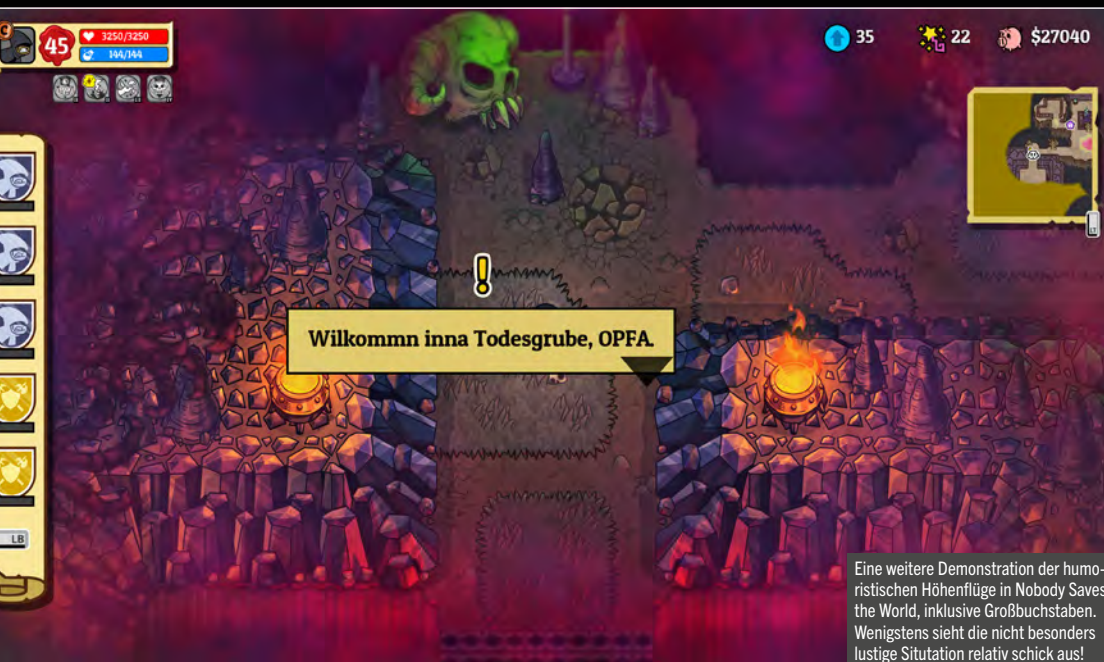 45
3250/3250
144/144
35
22
$27040
Wilkommn inna Todesgrube, OPFA.
LB
Eine weitere Demonstration der humo-
ristischen Höhenflüge in Nobody Saves
the World, inklusive Großbuchstaben.
Wenigstens sieht die nicht besonders
lustige Situtation relativ schick aus!